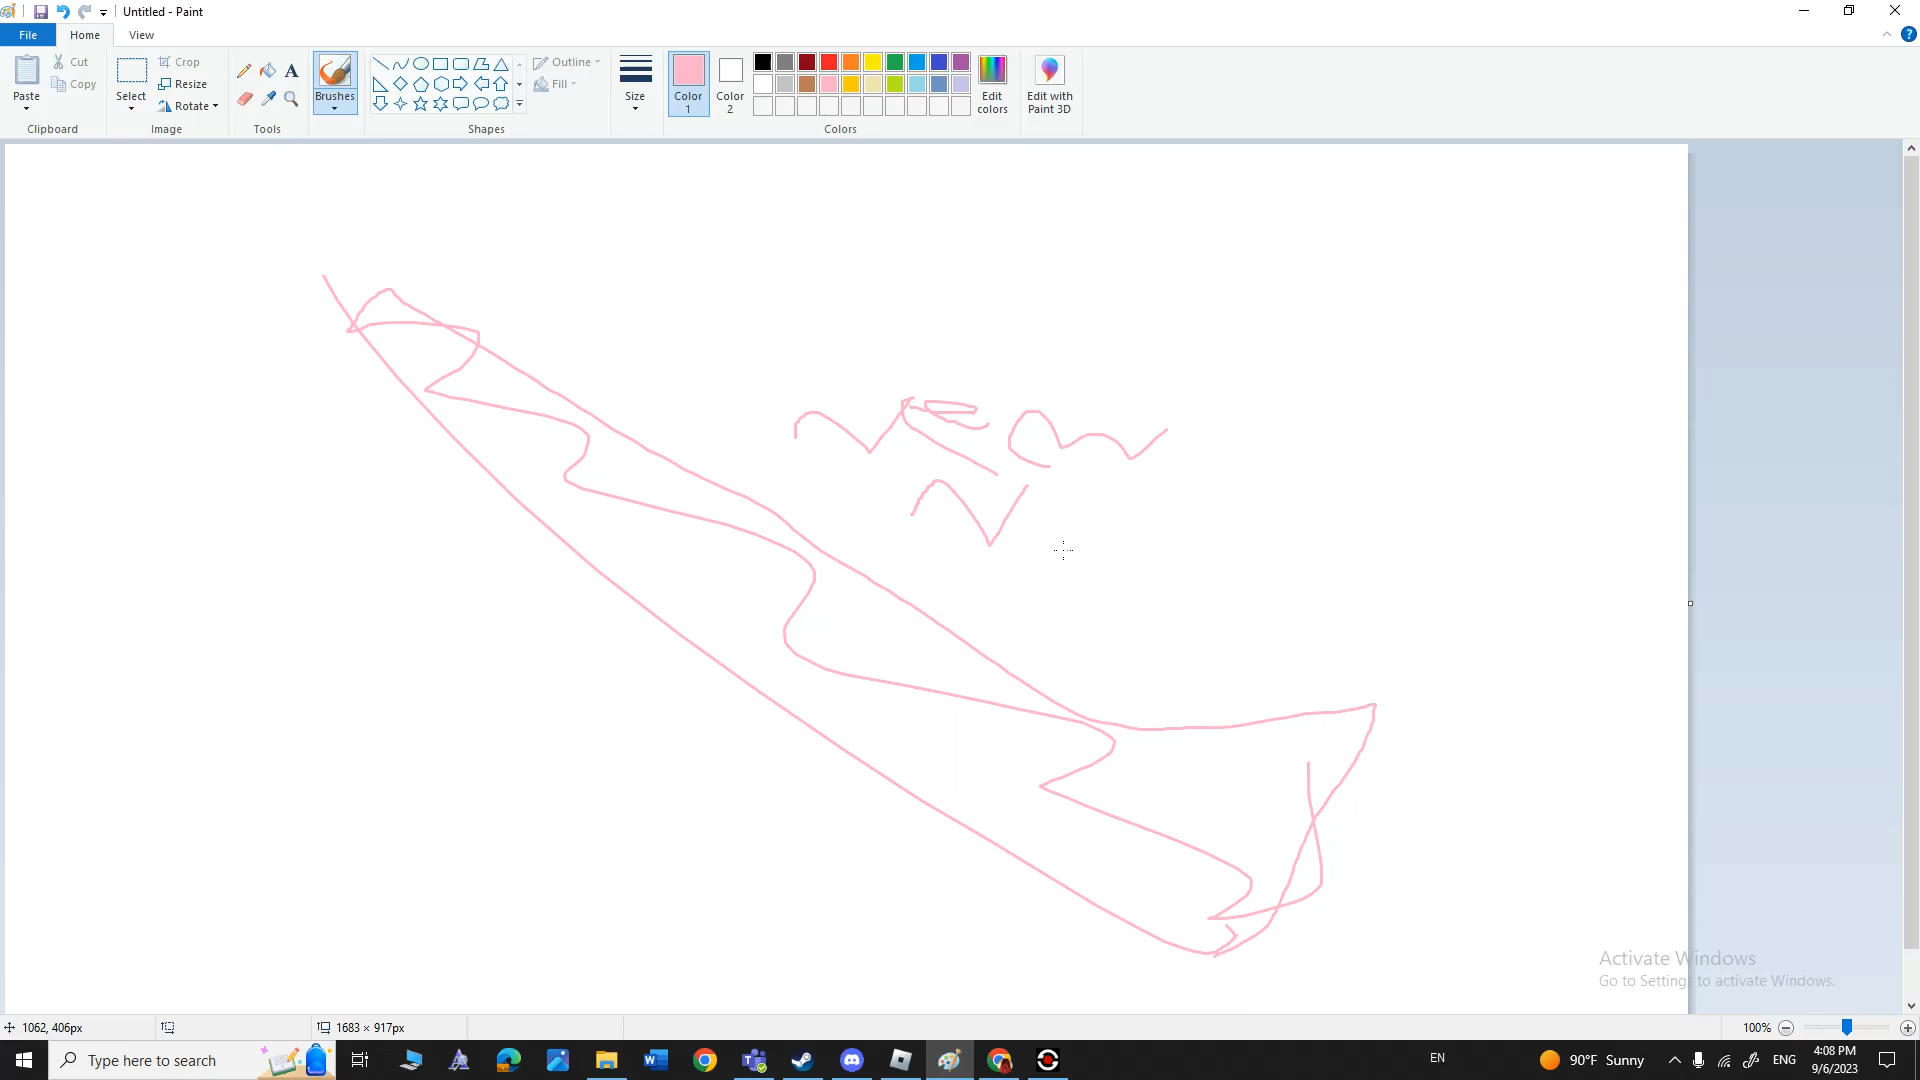 Untitled - Paint
File Home View
Paste Cut Copy Clipboard
Select Crop Resize Rotate Image
Tools
Brushes
Outline Fill Shapes
Size
Color 1 Color 2 Edit colors Colors
Edit with Paint 3D
Activate Windows
Go to Settings to activate Windows.
1062, 406px 1683 × 917px 100%
Type here to search EN 90°F Sunny ENG 4:08 PM
9/6/2023